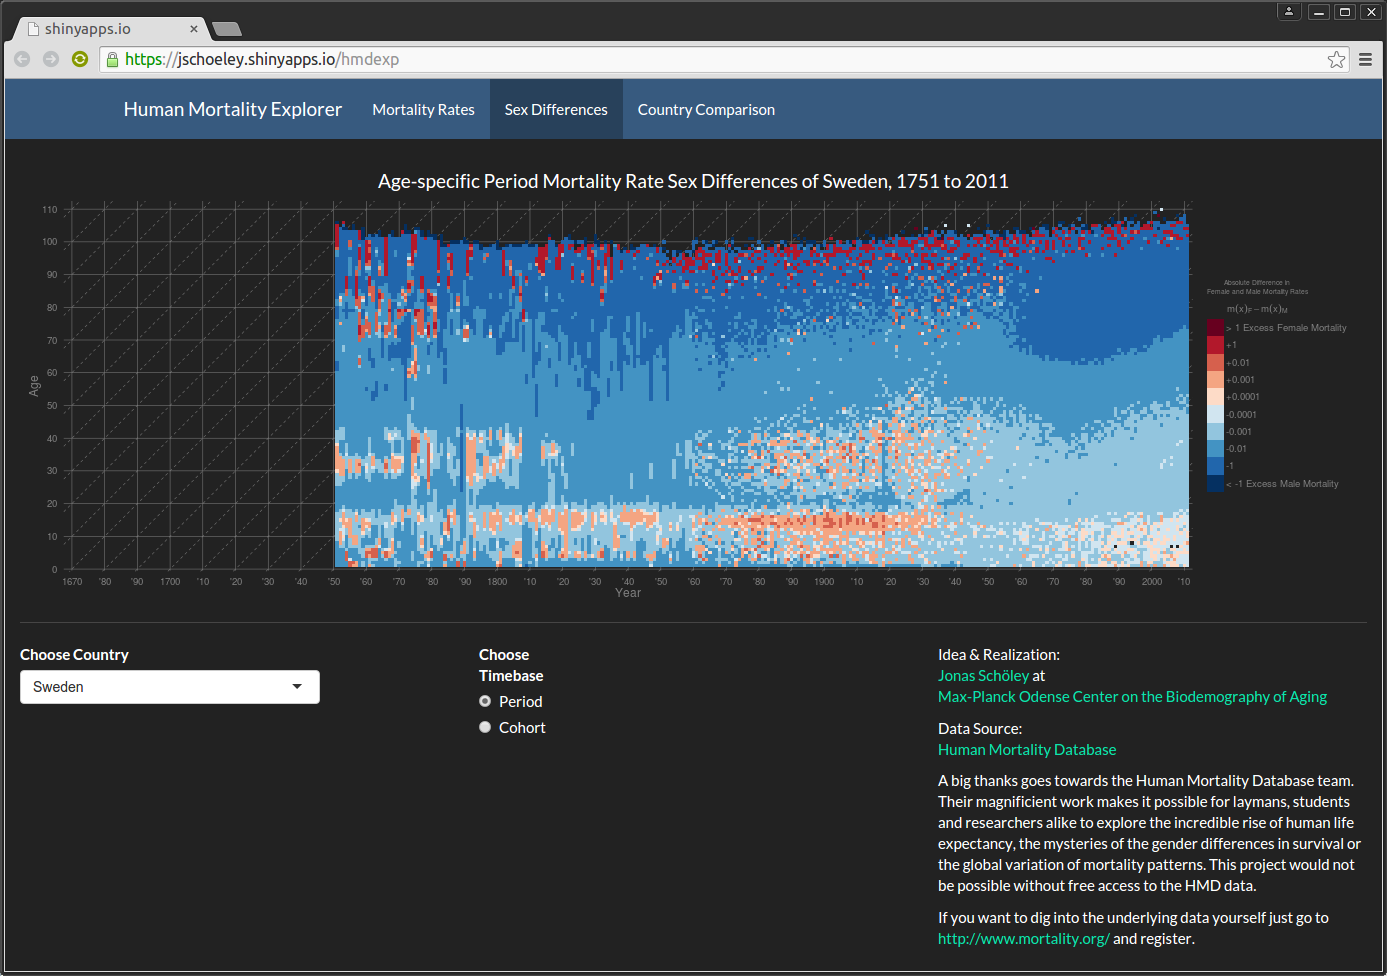 shinyapps.io
https://jschoeley.shinyapps.io/hmdexp
Human Mortality Explorer
Mortality Rates
Sex Differences
Country Comparison
Age-specific Period Mortality Rate Sex Differences of Sweden, 1751 to 2011
110
100
90
80
70
60
50
40
30
20
10
0
Age
1670 '80 '90 1700 '10 '20 '30 '40 '50 '60 '70 '80 '90 1800 '10 '20 '30 '40 '50 '60 '70 '80 '90 1900 '10 '20 '30 '40 '50 '60 '70 '80 '90 2000 '10
Year
Absolute Difference in
Female and Male Mortality Rates
m(x)F − m(x)M
> 1 Excess Female Mortality
+1
+0.01
+0.001
+0.0001
-0.0001
-0.001
-0.01
-1
< -1 Excess Male Mortality
Choose Country
Sweden
Choose
Timebase
Period
Cohort
Idea & Realization:
Jonas Schöley at
Max-Planck Odense Center on the Biodemography of Aging
Data Source:
Human Mortality Database
A big thanks goes towards the Human Mortality Database team.
Their magnificient work makes it possible for laymans, students
and researchers alike to explore the incredible rise of human life
expectancy, the mysteries of the gender differences in survival or
the global variation of mortality patterns. This project would not
be possible without free access to the HMD data.
If you want to dig into the underlying data yourself just go to
http://www.mortality.org/ and register.